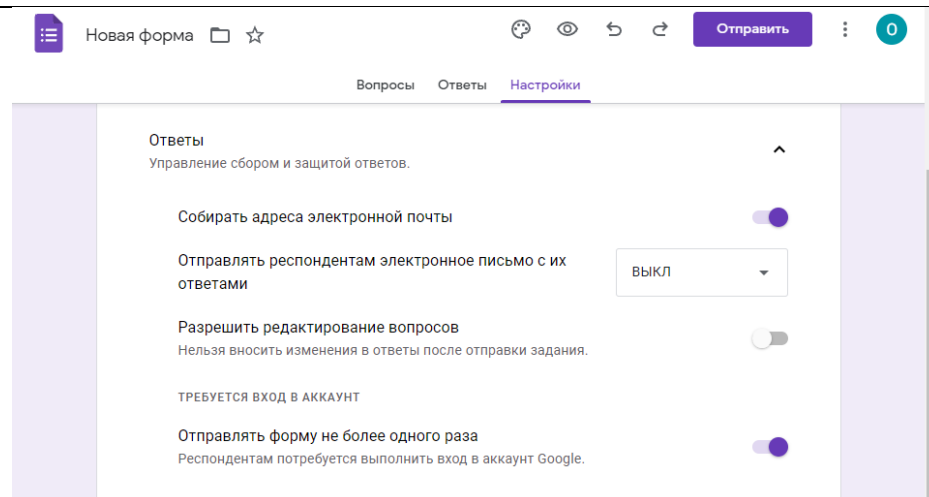 Новая форма
Отправить
О
Вопросы Ответы Настройки
Ответы
Управление сбором и защитой ответов.
Собирать адреса электронной почты
Отправлять респондентам электронное письмо с их
ответами
ВЫКЛ
Разрешить редактирование вопросов
Нельзя вносить изменения в ответы после отправки задания.
ТРЕБУЕТСЯ ВХОД В АККАУНТ
Отправлять форму не более одного раза
Респондентам потребуется выполнить вход в аккаунт Google.